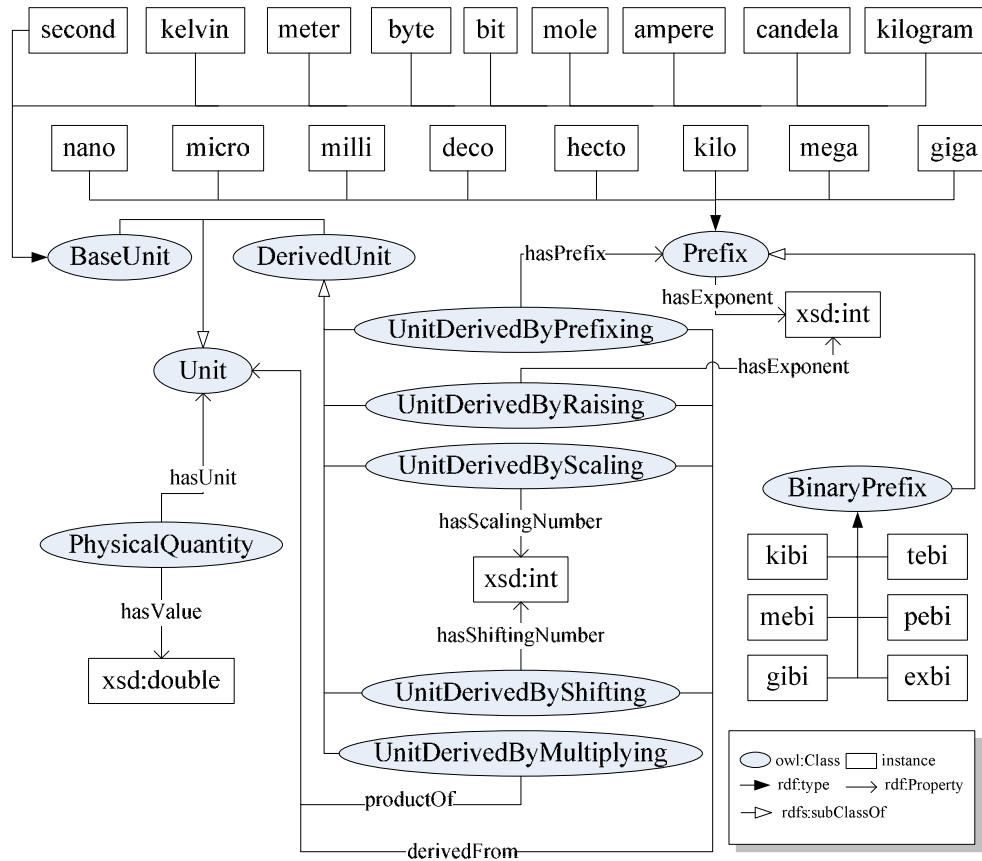 second
kelvin
meter
byte
bit
mole
ampere
candela
kilogram
nano
micro
milli
deco
hecto
kilo
mega
giga
BaseUnit
DerivedUnit
hasPrefix
Prefix
hasExponent
xsd:int
UnitDerivedByPrefixing
Unit
hasExponent
UnitDerivedByRaising
UnitDerivedByScaling
hasUnit
BinaryPrefix
hasScalingNumber
PhysicalQuantity
kibi
tebi
xsd:int
hasValue
mebi
pebi
hasShiftingNumber
xsd:double
gibi
exbi
UnitDerivedByShifting
UnitDerivedByMultiplying
owl:Class
instance
rdf:type
rdf:Property
rdfs:subClassOf
productOf
derivedFrom